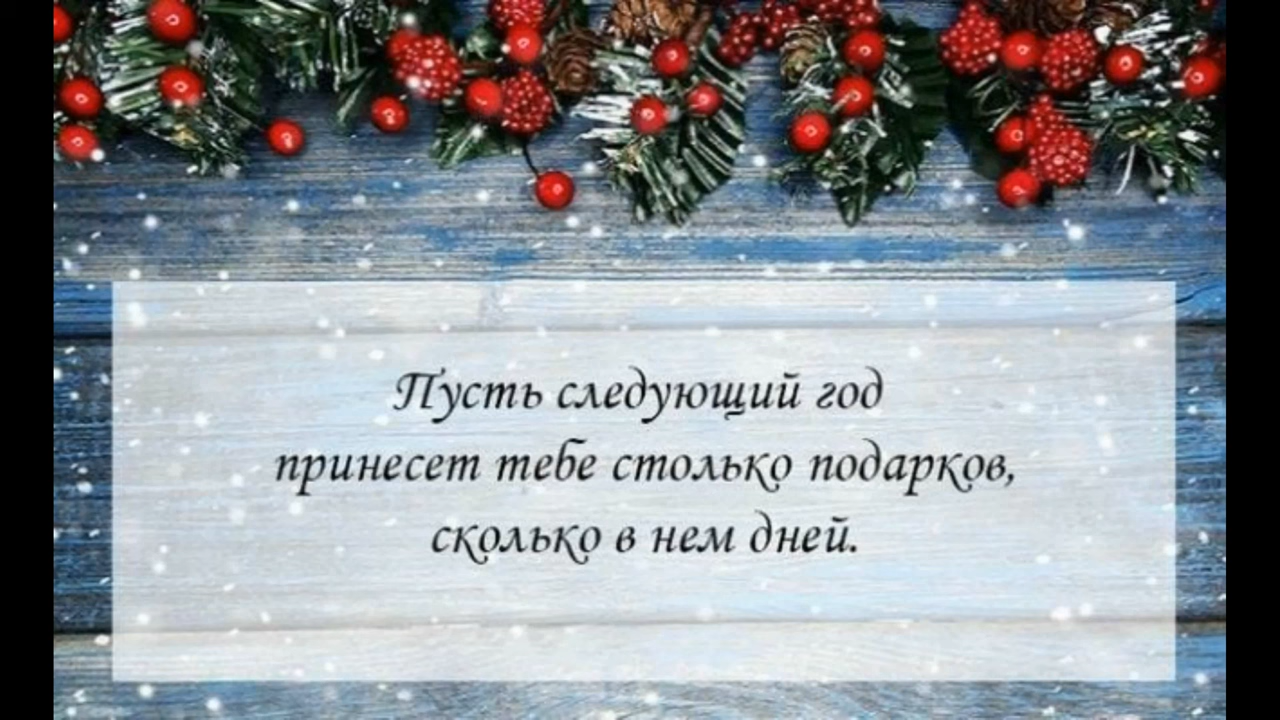 Пусть следующий год
принесет тебе столько подарков,
сколько в нем дней.